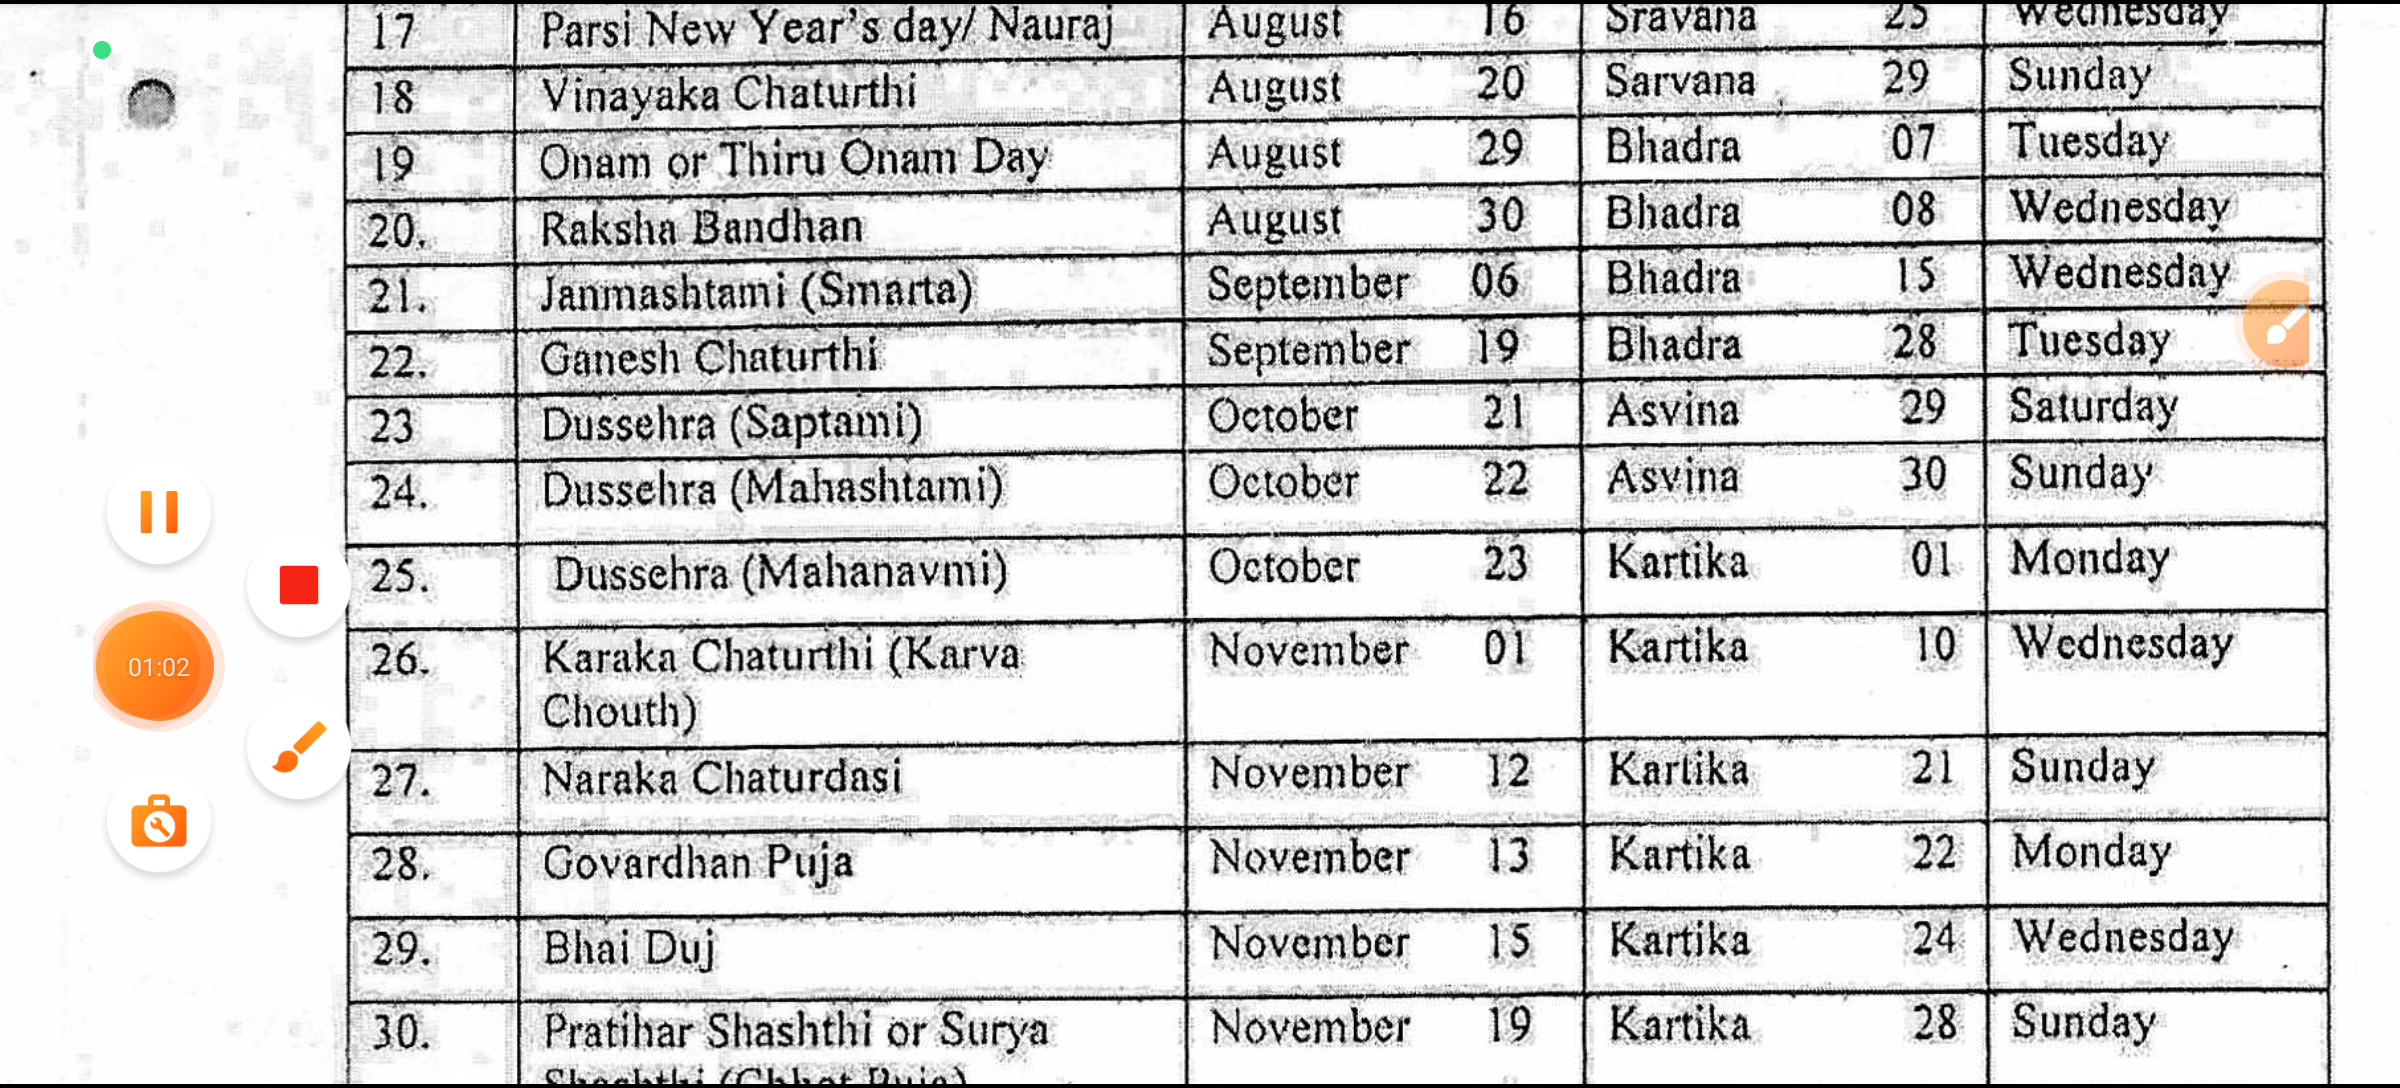 17 Parsi New Year's day/ Nauraj August 16 Sravana 25 Wednesday
18 Vinayaka Chaturthi August 20 Sarvana 29 Sunday
19 Onam or Thiru Onam Day August 29 Bhadra 07 Tuesday
20. Raksha Bandhan August 30 Bhadra 08 Wednesday
21. Janmashtami (Smarta) September 06 Bhadra 15 Wednesday
22. Ganesh Chaturthi September 19 Bhadra 28 Tuesday
23 Dussehra (Saptami) October 21 Asvina 29 Saturday
24. Dussehra (Mahashtami) October 22 Asvina 30 Sunday
25. Dussehra (Mahanavmi) October 23 Kartika 01 Monday
26. Karaka Chaturthi (Karva November 01 Kartika 10 Wednesday
Chouth)
01:02
27. Naraka Chaturdasi November 12 Kartika 21 Sunday
28. Govardhan Puja November 13 Kartika 22 Monday
29. Bhai Duj November 15 Kartika 24 Wednesday
30. Pratihar Shashthi or Surya November 19 Kartika 28 Sunday
Shashthi (Chhat Puja)